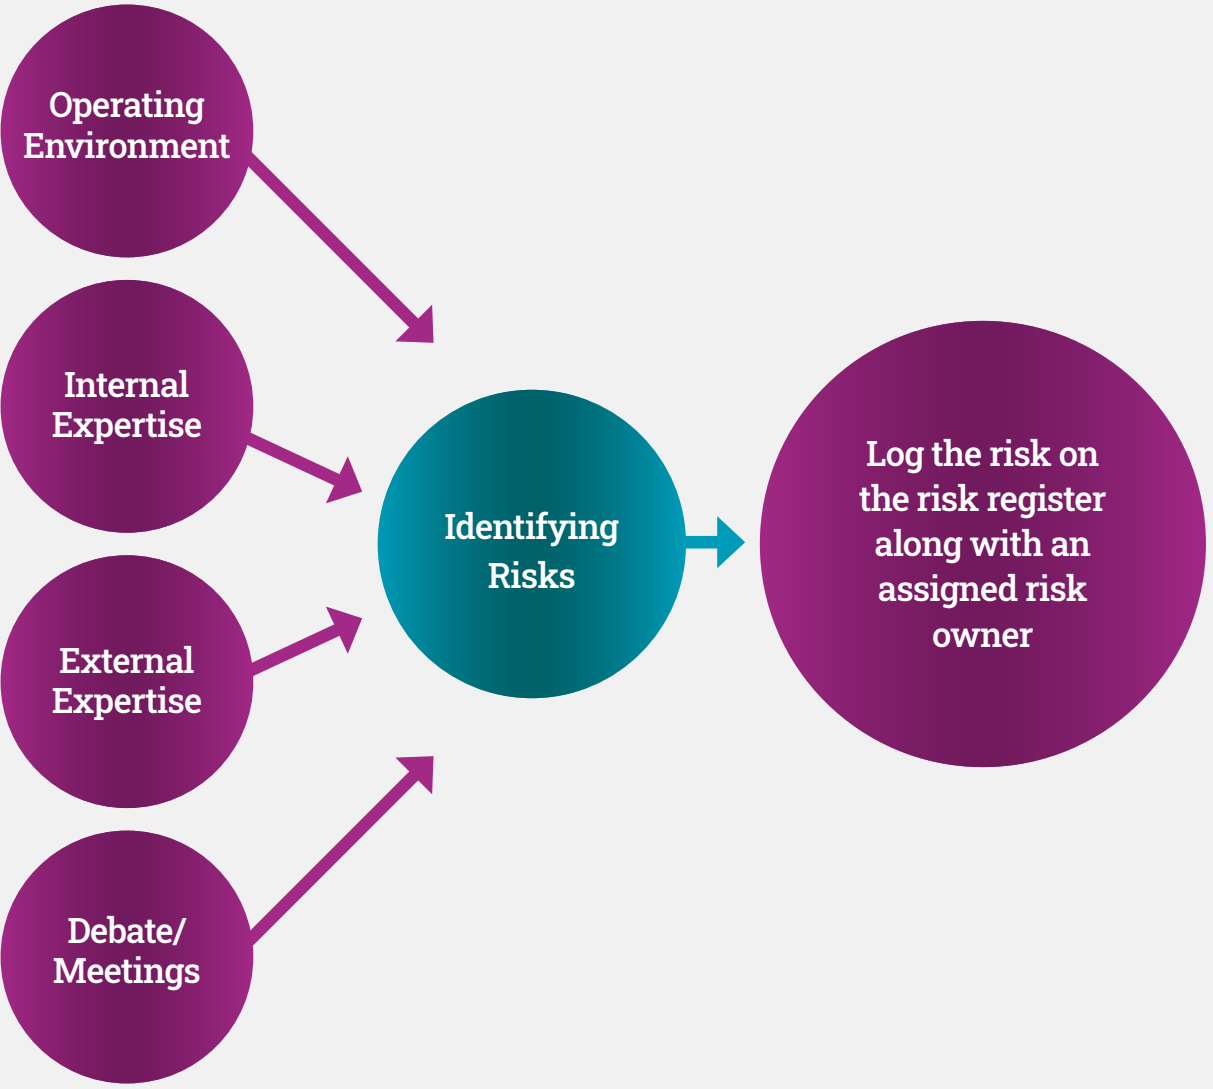 Operating
Environment
Internal
Expertise
External
Expertise
Debate/
Meetings
Identifying
Risks
Log the risk on
the risk register
along with an
assigned risk
owner